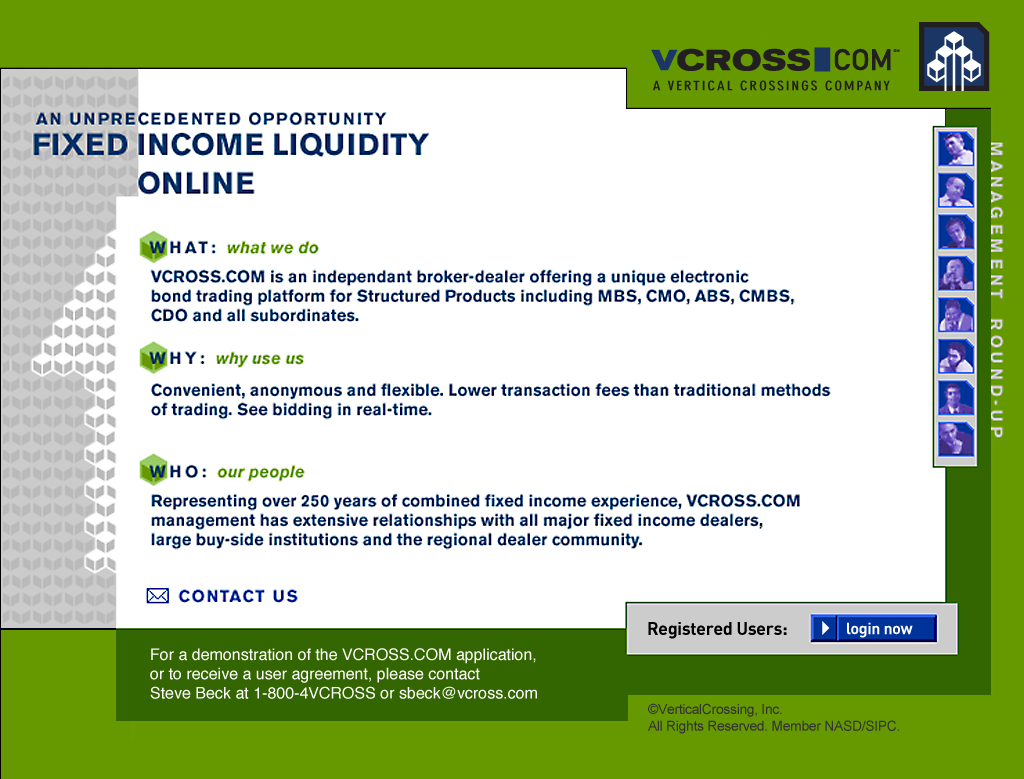 VCROSS.COM
A VERTICAL CROSSINGS COMPANY
AN UNPRECEDENTED OPPORTUNITY
FIXED INCOME LIQUIDITY
ONLINE
MANAGEMENT ROUND-UP
WHAT: what we do
VCROSS.COM is an independant broker-dealer offering a unique electronic
bond trading platform for Structured Products including MBS, CMO, ABS, CMBS,
CDO and all subordinates.
WHY: why use us
Convenient, anonymous and flexible. Lower transaction fees than traditional methods
of trading. See bidding in real-time.
WHO: our people
Representing over 250 years of combined fixed income experience, VCROSS.COM
management has extensive relationships with all major fixed income dealers,
large buy-side institutions and the regional dealer community.
CONTACT US
Registered Users: login now
For a demonstration of the VCROSS.COM application,
or to receive a user agreement, please contact
Steve Beck at 1-800-4VCROSS or sbeck@vcross.com
©VerticalCrossing, Inc.
All Rights Reserved. Member NASD/SIPC.